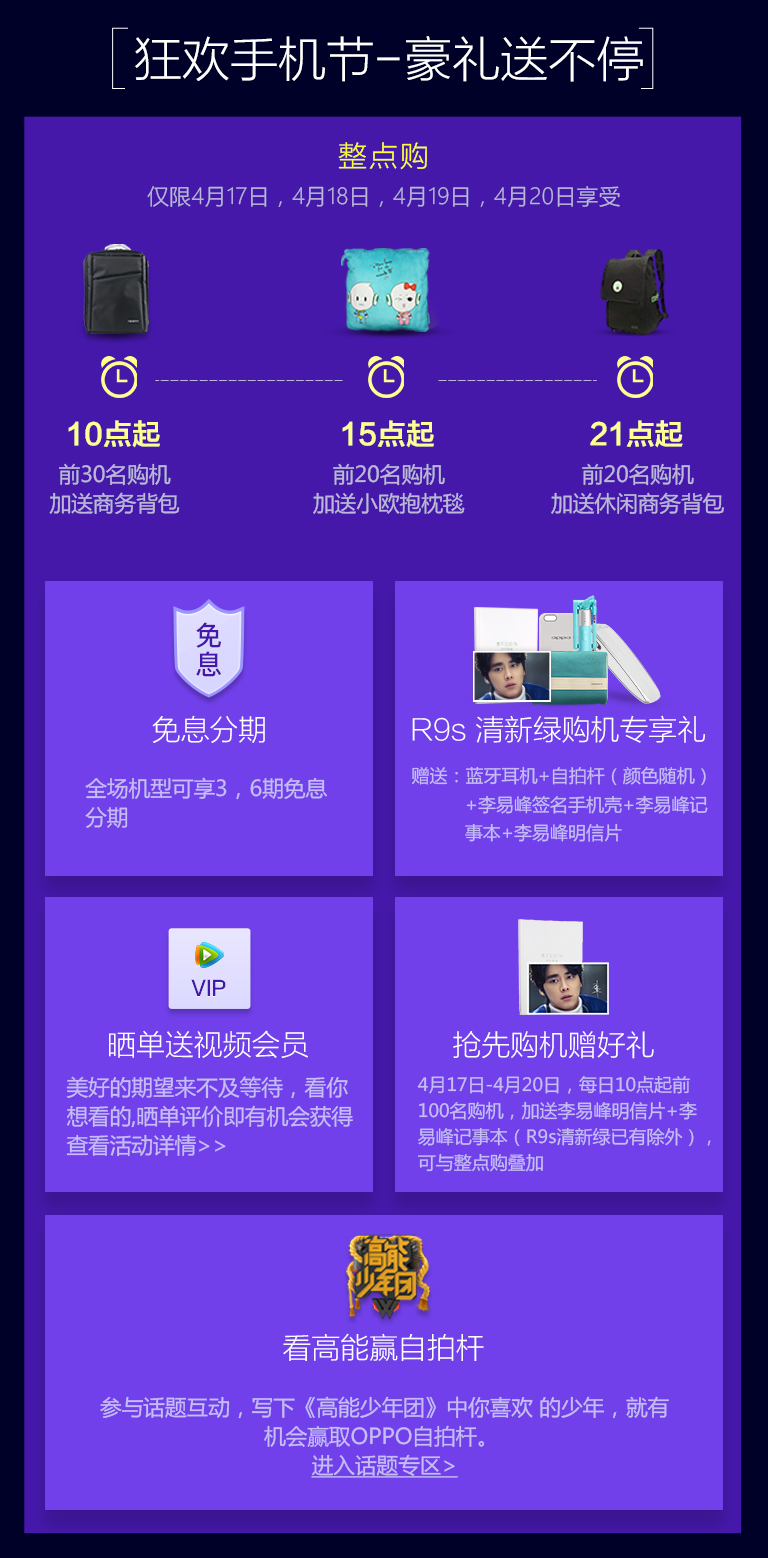 狂欢手机节-豪礼送不停
整点购
仅限4月17日，4月18日，4月19日，4月20日享受
10点起
前30名购机
加送商务背包
15点起
前20名购机
加送小欧抱枕毯
21点起
前20名购机
加送休闲商务背包
免
息
免息分期
全场机型可享3，6期免息
分期
R9s 清新绿购机专享礼
赠送：蓝牙耳机+自拍杆（颜色随机）
+李易峰签名手机壳+李易峰记
事本+李易峰明信片
VIP
晒单送视频会员
美好的期望来不及等待，看你
想看的,晒单评价即有机会获得
查看活动详情>>
抢先购机赠好礼
4月17日-4月20日，每日10点起前
100名购机，加送李易峰明信片+李
易峰记事本（R9s清新绿已有除外），
可与整点购叠加
高能
少年团
看高能赢自拍杆
参与话题互动，写下《高能少年团》中你喜欢 的少年，就有
机会赢取OPPO自拍杆。
进入话题专区>